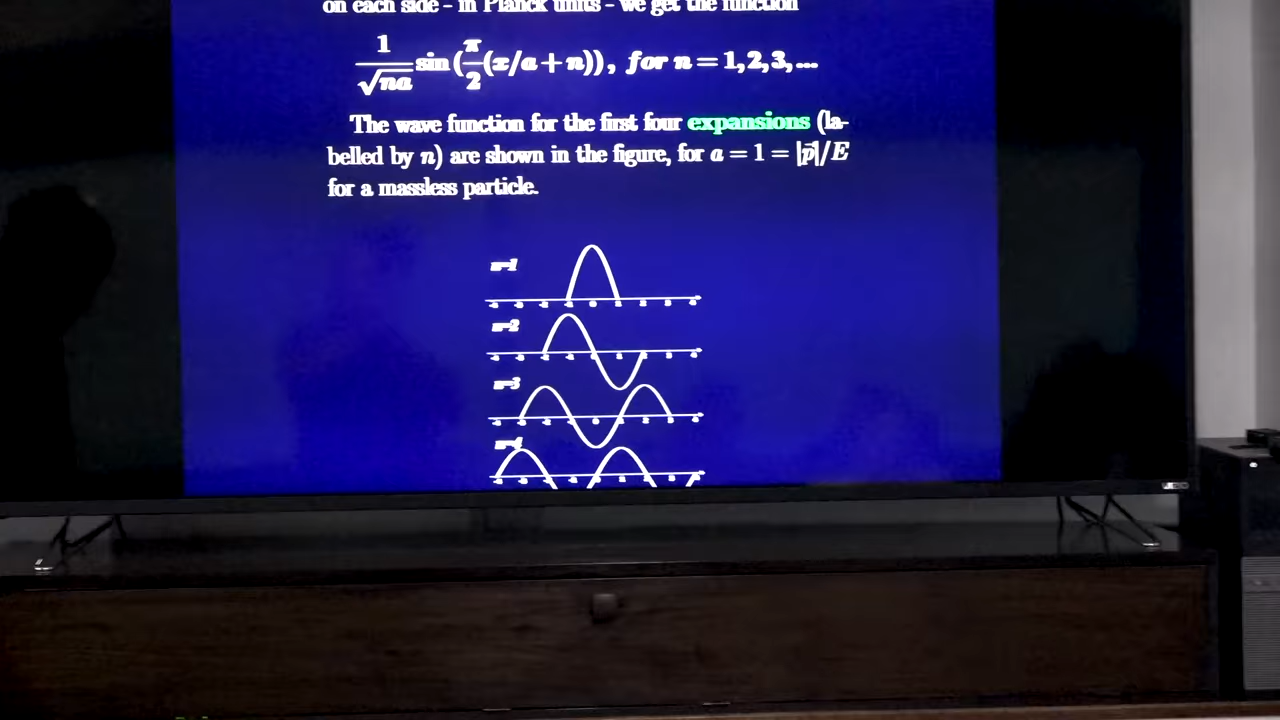 on each side - in Planck units - we get the function
1/√na sin(π/2(x/a + n)), for n = 1, 2, 3, ...
The wave function for the first four expansions (la-
belled by n) are shown in the figure, for a = 1 = |p⃗|/E
for a massless particle.
n=1
n=2
n=3
n=4